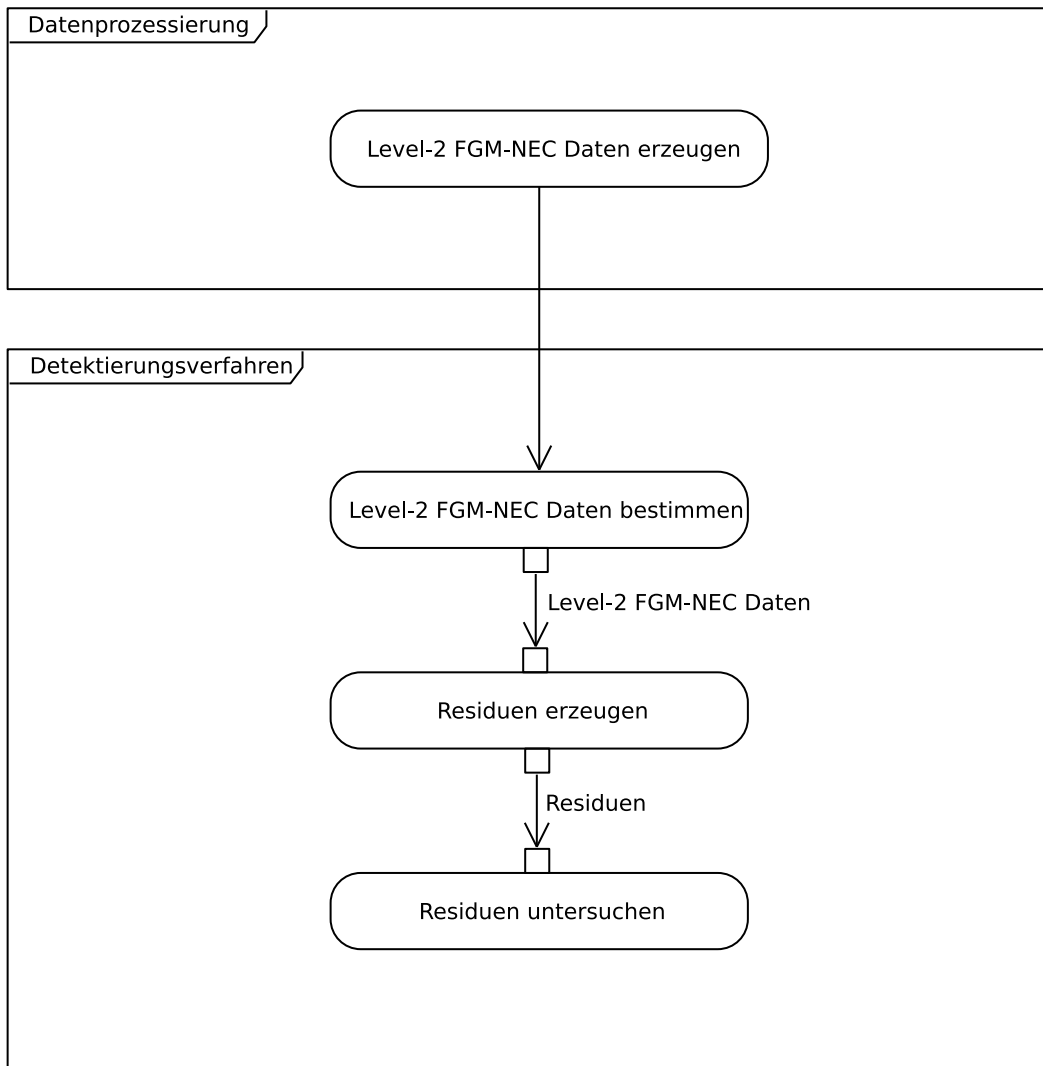 Datenprozessierung
Level-2 FGM-NEC Daten erzeugen
Detektierungsverfahren
Level-2 FGM-NEC Daten bestimmen
Level-2 FGM-NEC Daten
Residuen erzeugen
Residuen
Residuen untersuchen